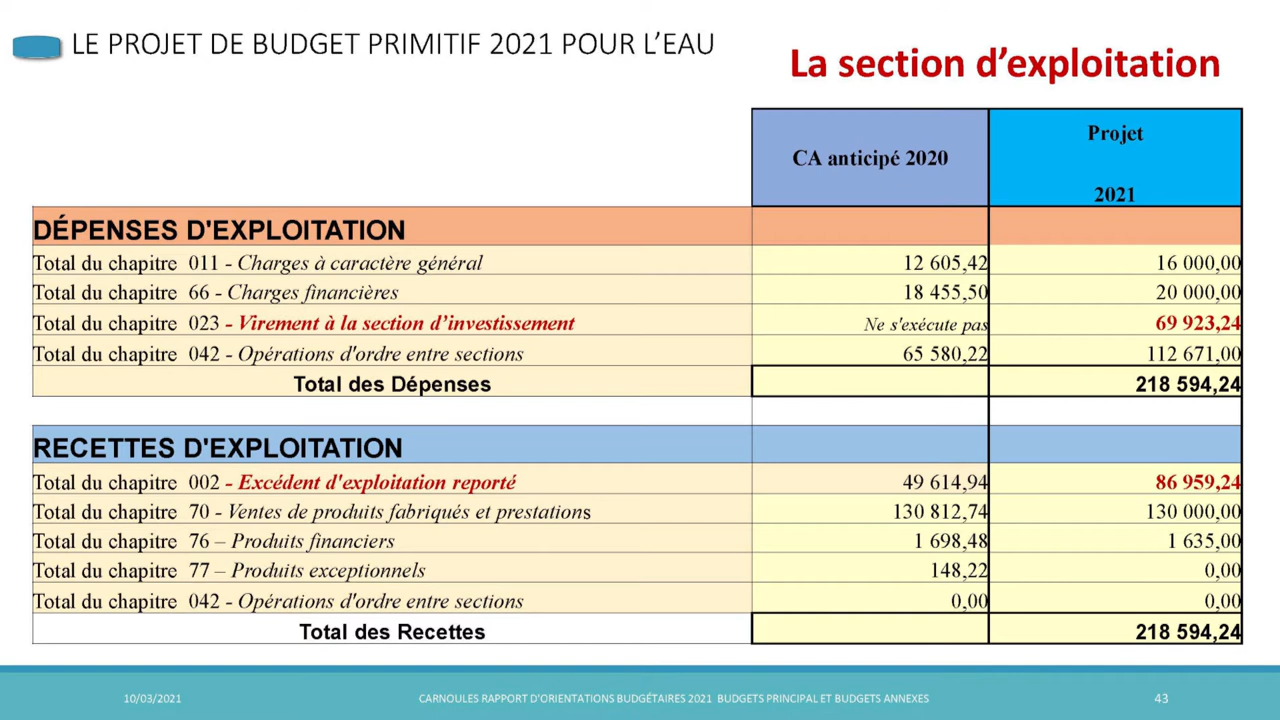 LE PROJET DE BUDGET PRIMITIF 2021 POUR L’EAU
La section d’exploitation
CA anticipé 2020
Projet
2021
DÉPENSES D'EXPLOITATION
Total du chapitre 011 - Charges à caractère général 12 605,42 16 000,00
Total du chapitre 66 - Charges financières 18 455,50 20 000,00
Total du chapitre 023 - Virement à la section d’investissement Ne s'exécute pas 69 923,24
Total du chapitre 042 - Opérations d'ordre entre sections 65 580,22 112 671,00
Total des Dépenses 218 594,24
RECETTES D'EXPLOITATION
Total du chapitre 002 - Excédent d'exploitation reporté 49 614,94 86 959,24
Total du chapitre 70 - Ventes de produits fabriqués et prestations 130 812,74 130 000,00
Total du chapitre 76 – Produits financiers 1 698,48 1 635,00
Total du chapitre 77 – Produits exceptionnels 148,22 0,00
Total du chapitre 042 - Opérations d'ordre entre sections 0,00 0,00
Total des Recettes 218 594,24
10/03/2021 CARNOULES RAPPORT D'ORIENTATIONS BUDGÉTAIRES 2021 BUDGETS PRINCIPAL ET BUDGETS ANNEXES 43